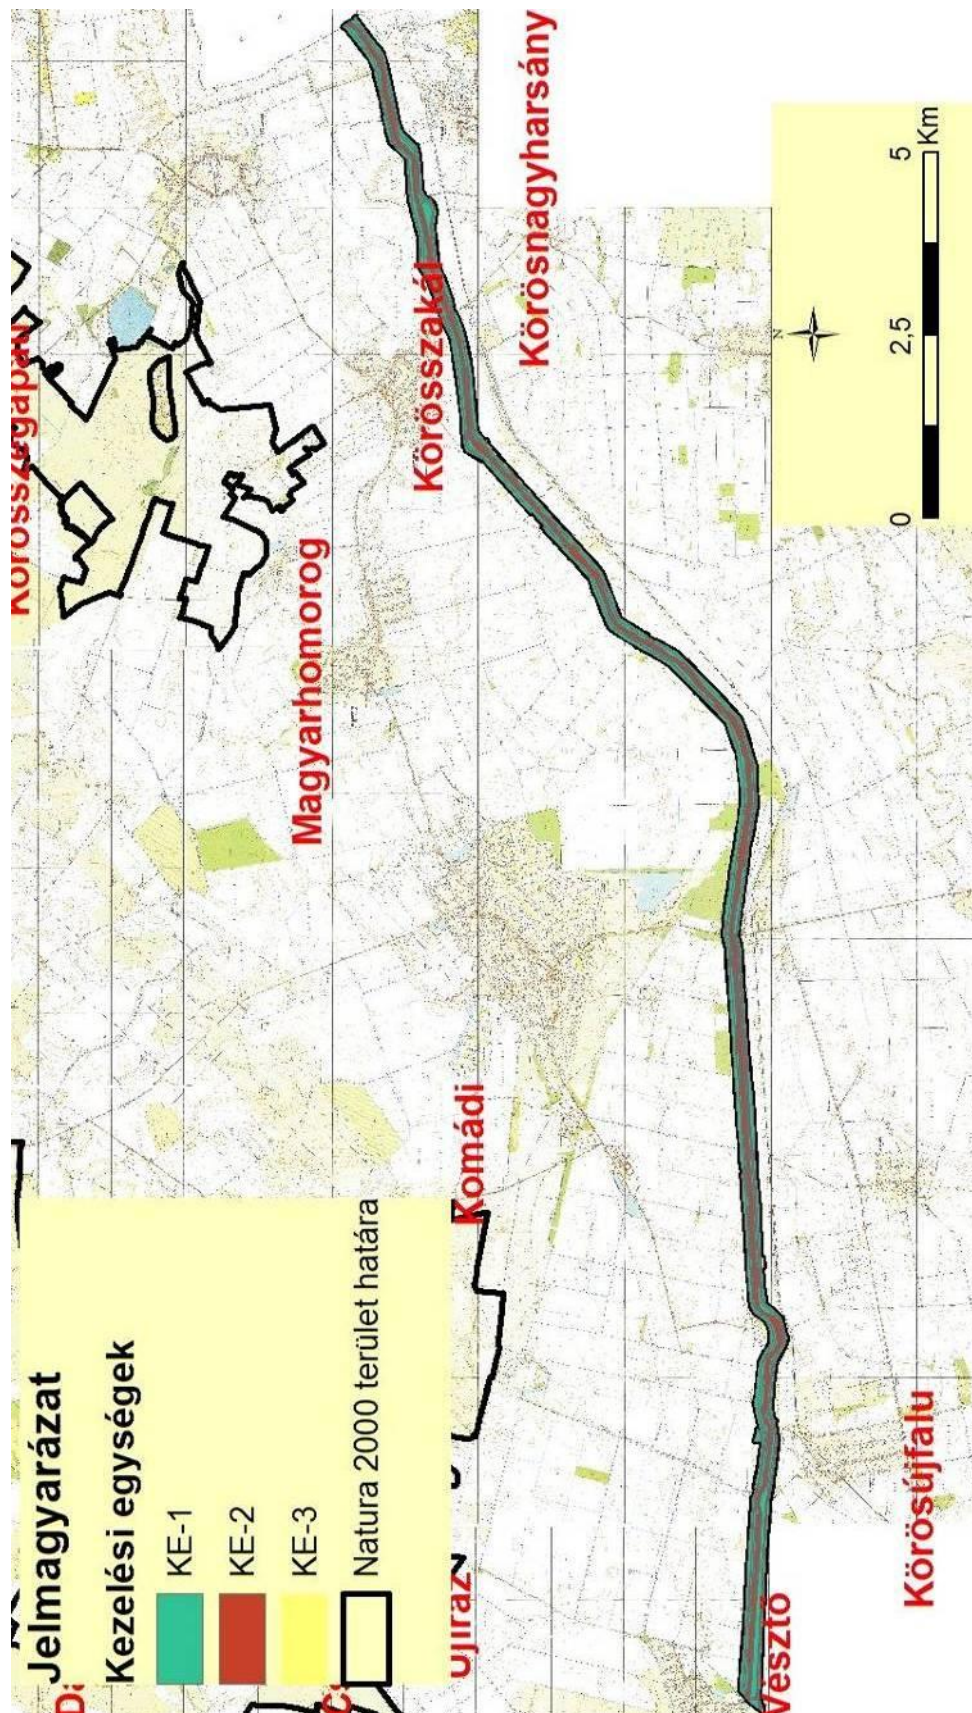 Jelmagyarázat
Kezelési egységek
KE-1
KE-2
KE-3
Natura 2000 terület határa
Magyarhomorog
Körösszakál
Körösnagyharsány
Komádi
Vésztő
Körösújfalu
N
0 2,5 5
Km